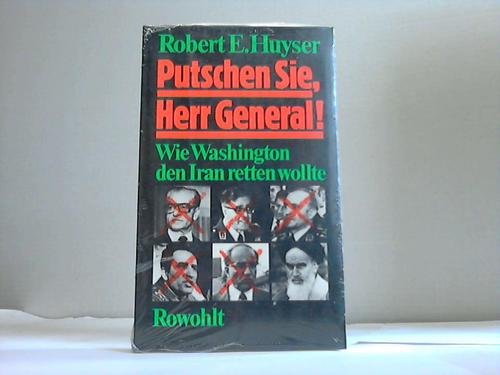 Robert E. Huyser
Putschen Sie,
Herr General!
Wie Washington
den Iran retten wollte
Rowohlt